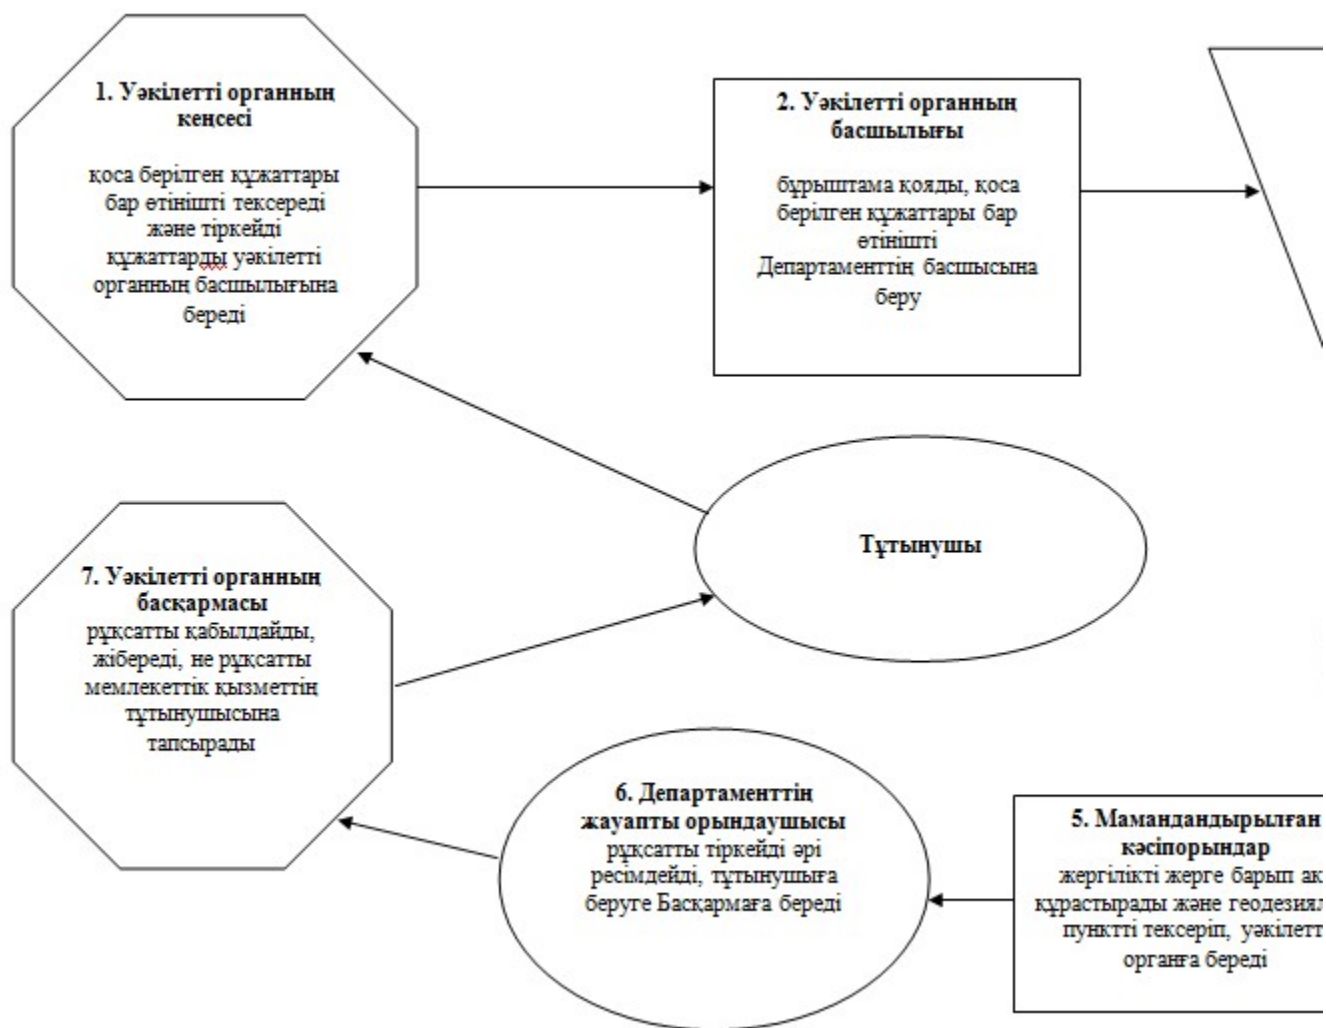 1. Уәкілетті органның
кеңсесі
қоса берілген құжаттары
бар өтінішті тексереді
және тіркейді
құжаттарды уәкілетті
органның басшылығына
береді
2. Уәкілетті органның
басшылығы
бұрыштама қояды, қоса
берілген құжаттары бар
өтінішті
Департаменттің басшысына
беру
Тұтынушы
7. Уәкілетті органның
басқармасы
рұқсатты қабылдайды,
жібереді, не рұқсатты
мемлекеттік қызметтің
тұтынушысына
тапсырады
6. Департаменттің
жауапты орындаушысы
рұқсатты тіркейді әрі
ресімдейді, тұтынушыға
беруге Басқармаға береді
5. Мамандандырылған
кәсіпорындар
жергілікті жерге барып
құрастырады және
пунктті тексеріп,
органға береді